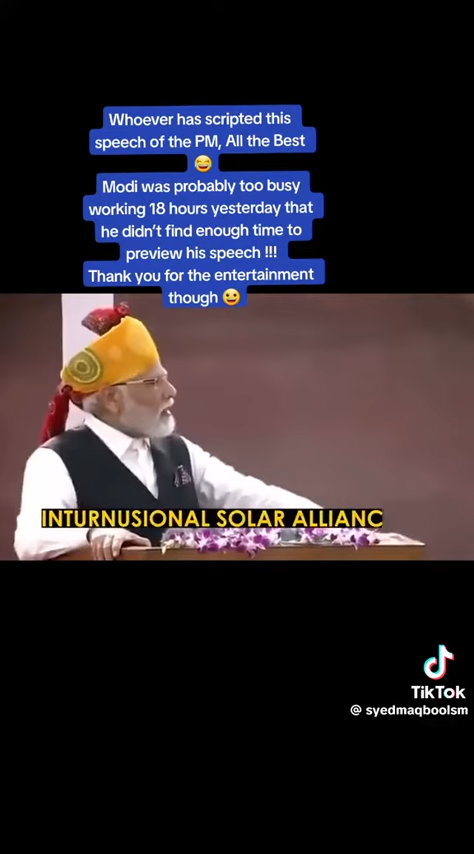 Whoever has scripted this
speech of the PM, All the Best
😂
Modi was probably too busy
working 18 hours yesterday that
he didn't find enough time to
preview his speech !!!
Thank you for the entertainment
though 😀
INTURNUSIONAL SOLAR ALLIANC
TikTok
@ syedmaqboolsm